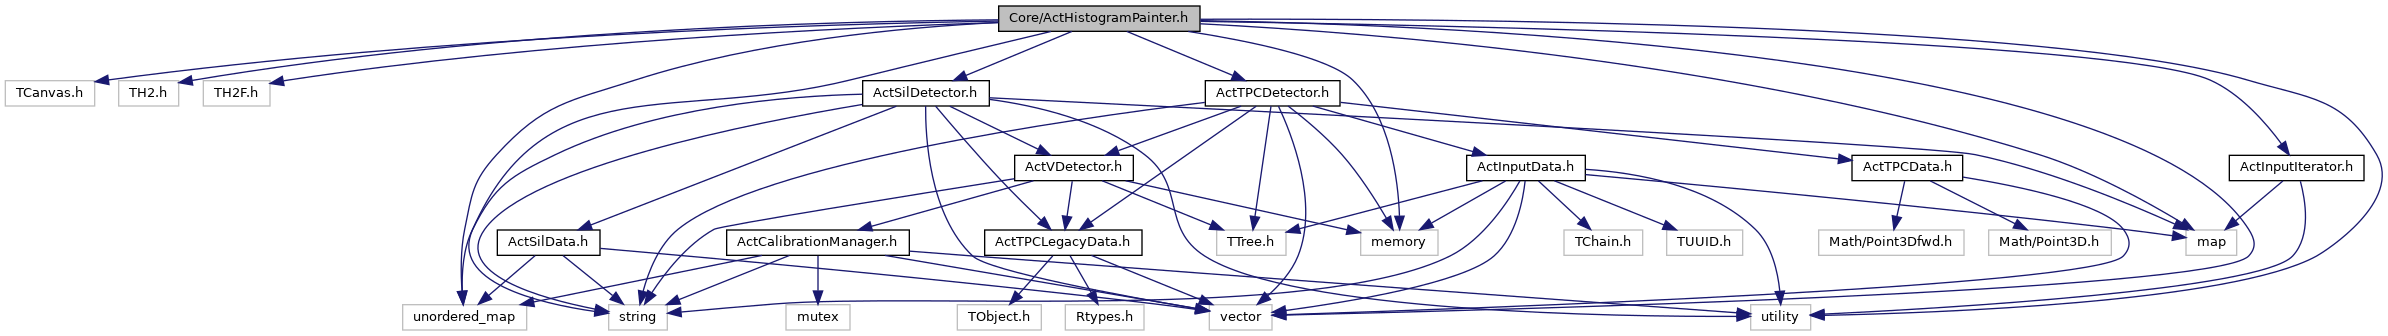 Core/ActHistogramPainter.h
TCanvas.h
TH2.h
TH2F.h
ActSilDetector.h
ActTPCDetector.h
ActVDetector.h
ActInputData.h
ActTPCData.h
ActInputIterator.h
ActSilData.h
ActCalibrationManager.h
ActTPCLegacyData.h
TTree.h
memory
TChain.h
TUUID.h
Math/Point3Dfwd.h
Math/Point3D.h
map
unordered_map
string
mutex
TObject.h
Rtypes.h
vector
utility